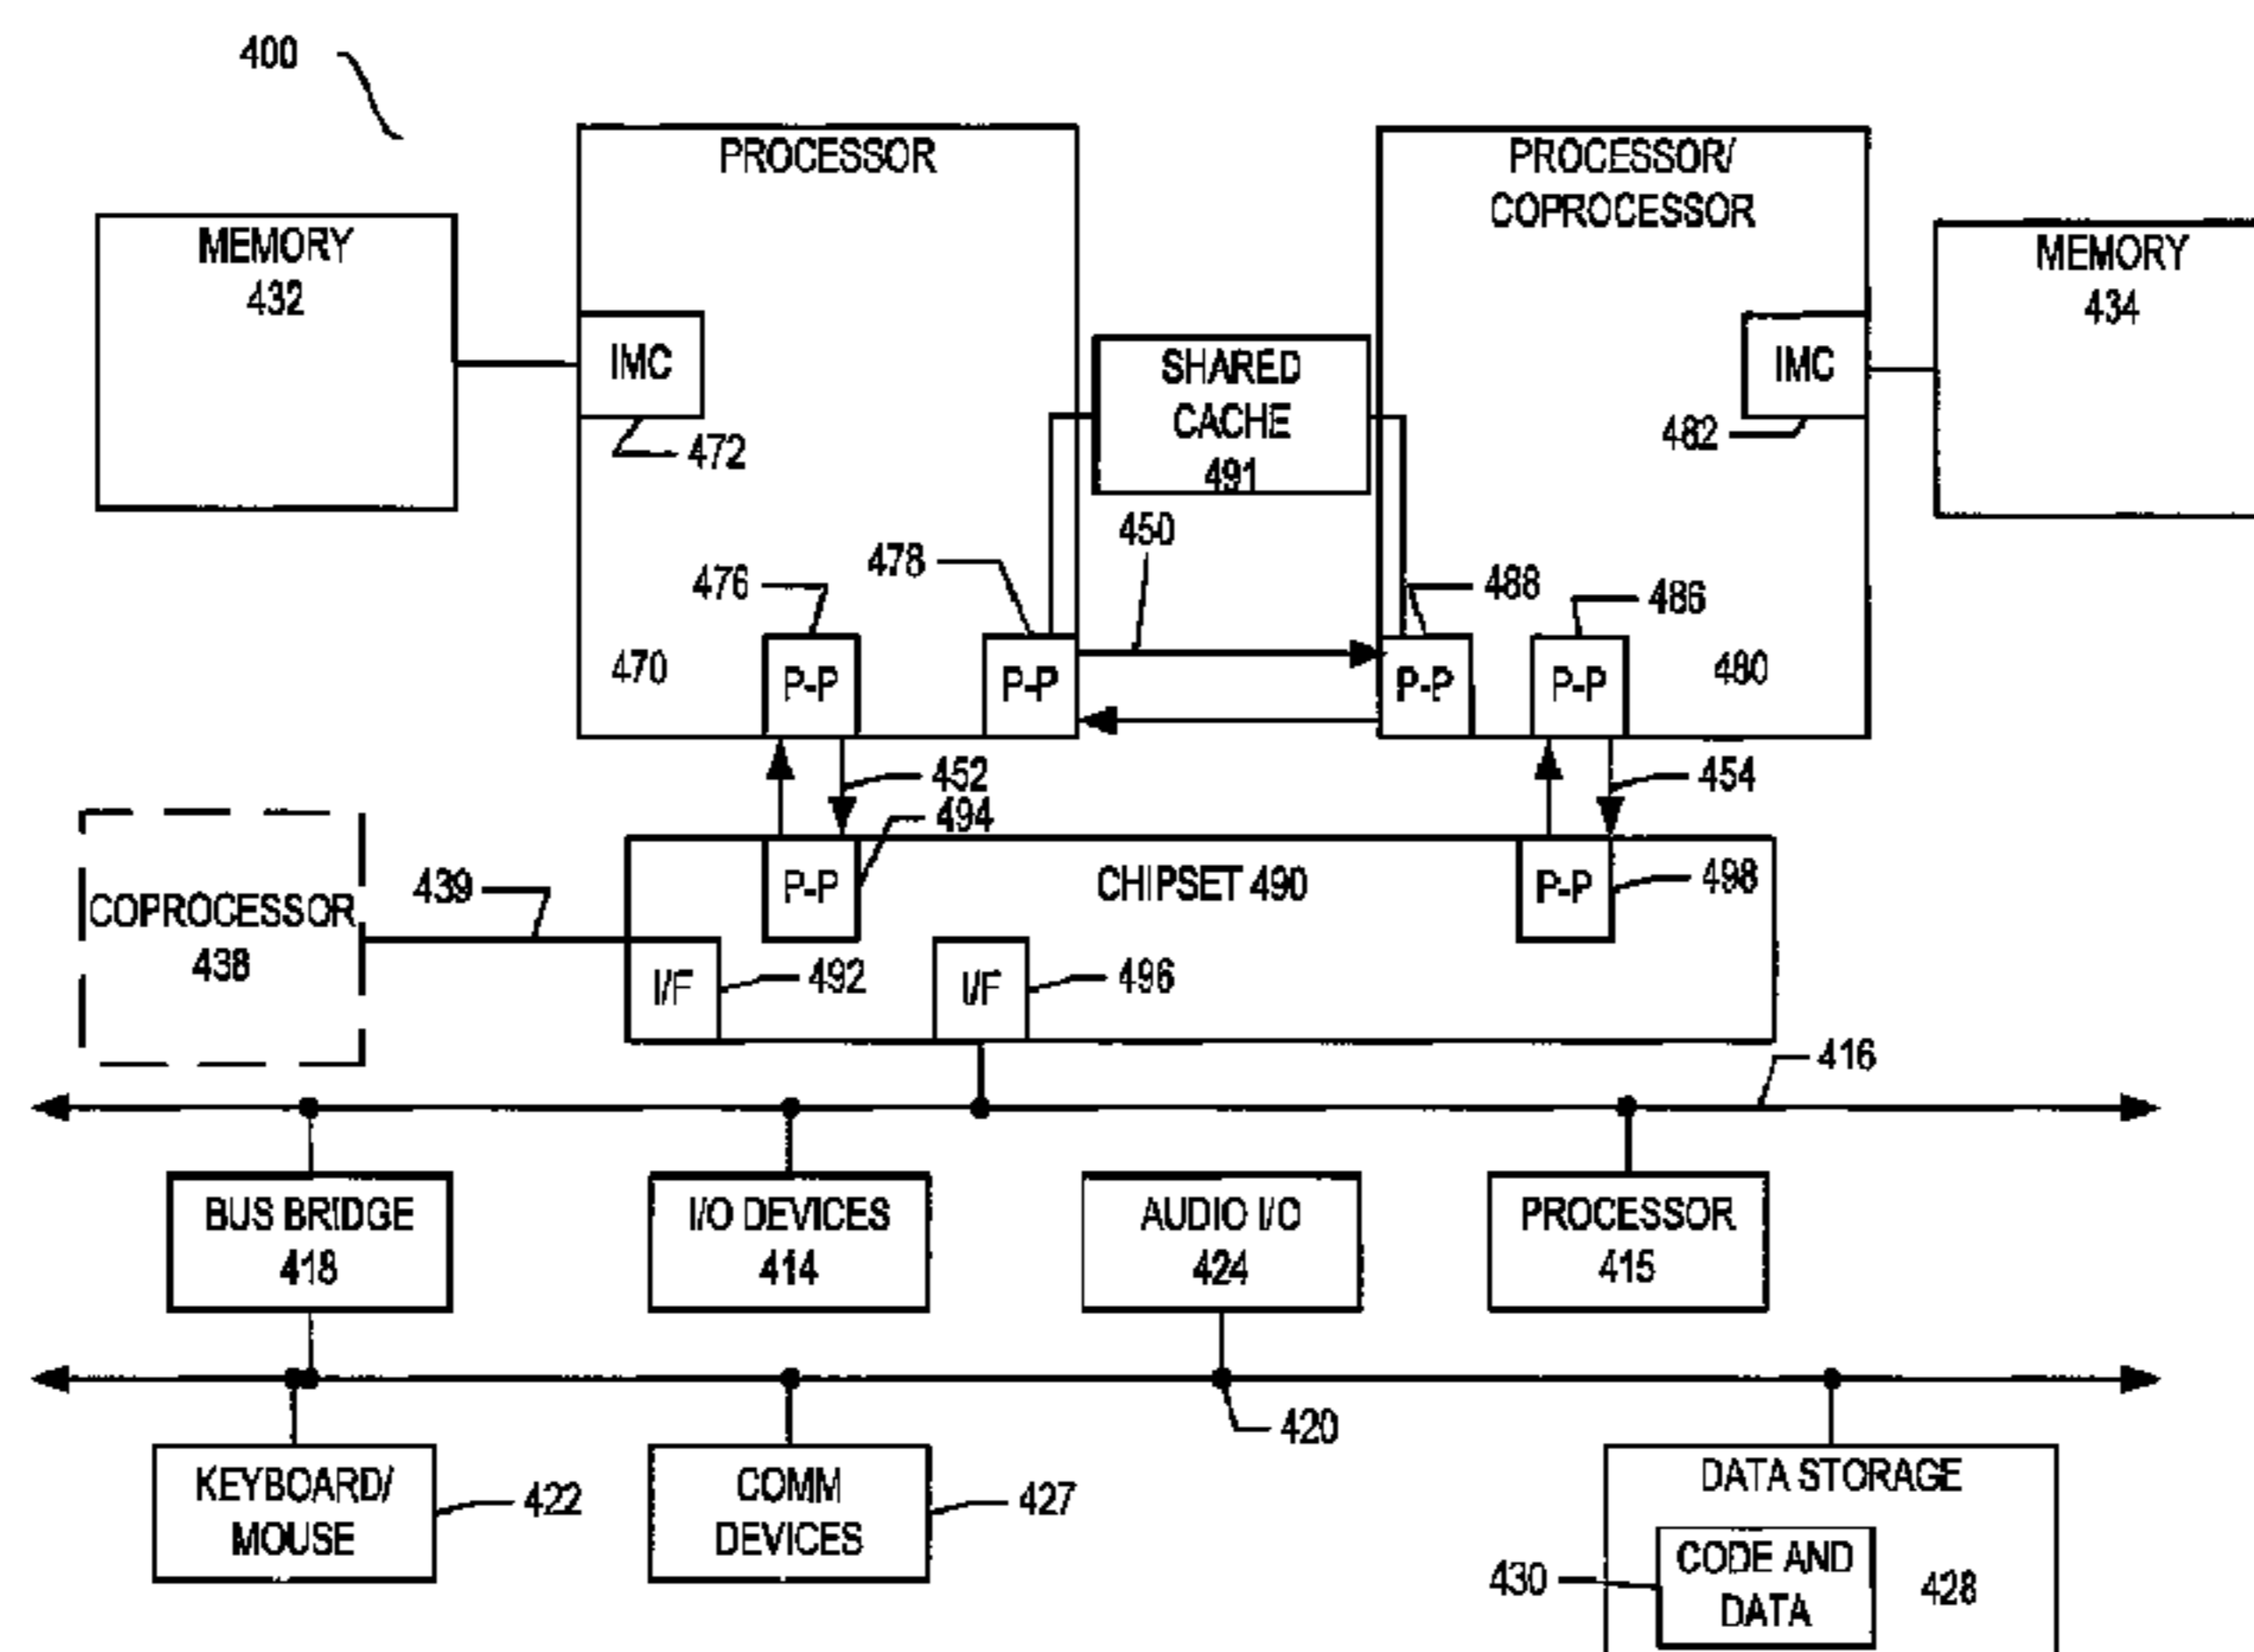 400
PROCESSOR
PROCESSOR/
COPROCESSOR
MEMORY
432
MEMORY
434
IMC
472
SHARED
CACHE
491
IMC
482
450
476
478
488
486
470
P-P
P-P
P-P
P-P
480
452
494
454
COPROCESSOR
438
439
P-P
CHIPSET 490
P-P
498
I/F
492
I/F
496
416
BUS BRIDGE
418
I/O DEVICES
414
AUDIO I/O
424
PROCESSOR
415
420
KEYBOARD/
MOUSE
422
COMM
DEVICES
427
DATA STORAGE
430
CODE AND
DATA
428